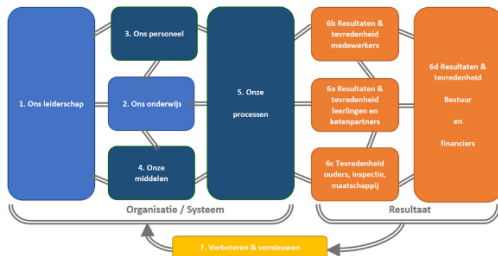 1. Ons leiderschap
3. Ons personeel
2. Ons onderwijs
4. Onze
middelen
5. Onze
processen
6b Resultaten &
tevredenheid
medewerkers
6a Resultaten &
tevredenheid
leerlingen en
ketenpartners
6c Tevredenheid
ouders, inspectie,
maatschappij
6d Resultaten &
tevredenheid
Bestuur
en
financiers
Organisatie / Systeem
Resultaat
7. Verbeteren & vernieuwen